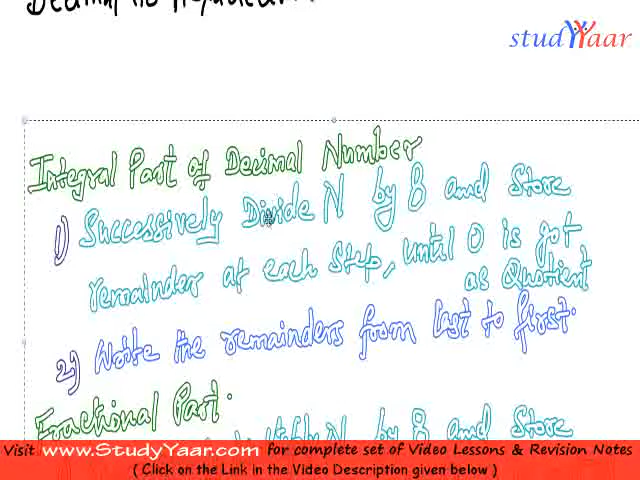 Decimal to
studYYaar
Integral Part of Decimal Number
1) Successively Divide N by 8 and Store
remainder at each Step, until 0 is got
as Quotient
2) Write the remainders from last to first.
Fractional Part.
N by 8 and Store
Visit www.StudyYaar.com for complete set of Video Lessons & Revision Notes
( Click on the Link in the Video Description given below )